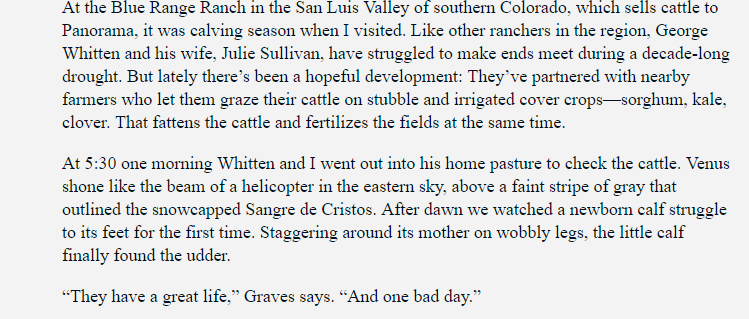 At the Blue Range Ranch in the San Luis Valley of southern Colorado, which sells cattle to
Panorama, it was calving season when I visited. Like other ranchers in the region, George
Whitten and his wife, Julie Sullivan, have struggled to make ends meet during a decade-long
drought. But lately there’s been a hopeful development: They’ve partnered with nearby
farmers who let them graze their cattle on stubble and irrigated cover crops—sorghum, kale,
clover. That fattens the cattle and fertilizes the fields at the same time.
At 5:30 one morning Whitten and I went out into his home pasture to check the cattle. Venus
shone like the beam of a helicopter in the eastern sky, above a faint stripe of gray that
outlined the snowcapped Sangre de Cristos. After dawn we watched a newborn calf struggle
to its feet for the first time. Staggering around its mother on wobbly legs, the little calf
finally found the udder.
“They have a great life,” Graves says. “And one bad day.”